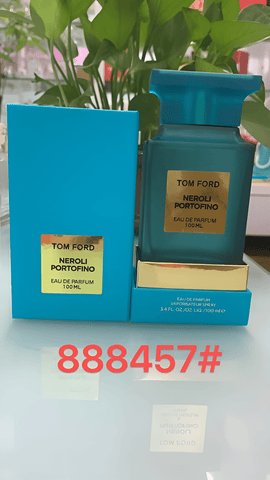 TOM FORD
NEROLI
PORTOFINO
EAU DE PARFUM
100ML
TOM FORD
NEROLI
PORTOFINO
EAU DE PARFUM
100ML
EAU DE PARFUM
VAPORISATEUR SPRAY
888457#